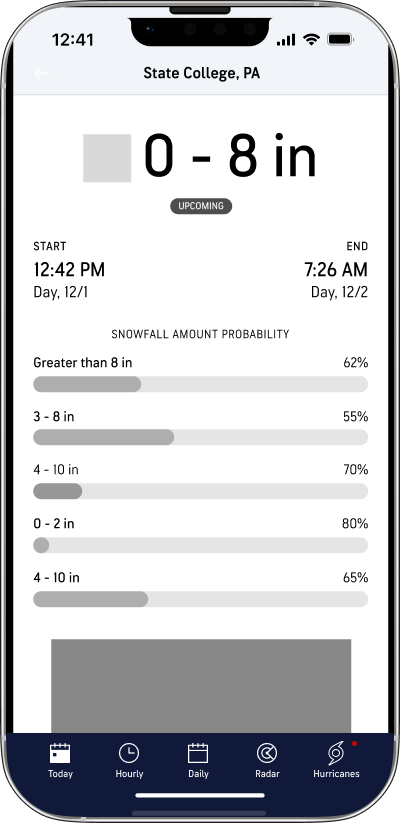 12:41
State College, PA
0 - 8 in
UPCOMING
START END
12:42 PM 7:26 AM
Day, 12/1 Day, 12/2
SNOWFALL AMOUNT PROBABILITY
Greater than 8 in 62%
3 - 8 in 55%
4 - 10 in 70%
0 - 2 in 80%
4 - 10 in 65%
Today Hourly Daily Radar Hurricanes